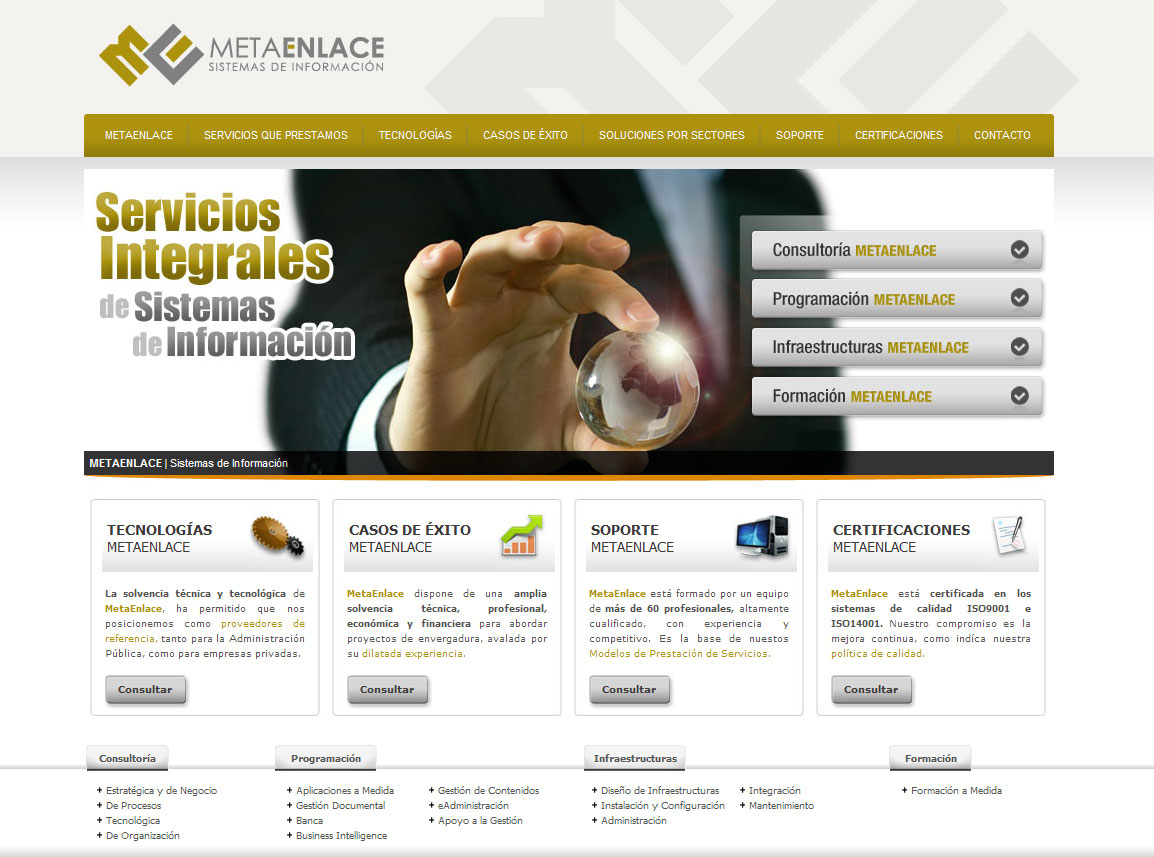 METAENLACE
SISTEMAS DE INFORMACIÓN
METAENLACE
SERVICIOS QUE PRESTAMOS
TECNOLOGÍAS
CASOS DE ÉXITO
SOLUCIONES POR SECTORES
SOPORTE
CERTIFICACIONES
CONTACTO
Servicios
Integrales
de Sistemas
de Información
Consultoría METAENLACE
Programación METAENLACE
Infraestructuras METAENLACE
Formación METAENLACE
METAENLACE | Sistemas de Información
TECNOLOGÍAS
METAENLACE
La solvencia técnica y tecnológica de
MetaEnlace, ha permitido que nos
posicionemos como proveedores de
referencia, tanto para la Administración
Pública, como para empresas privadas.
Consultar
CASOS DE ÉXITO
METAENLACE
MetaEnlace dispone de una amplia
solvencia técnica, profesional,
económica y financiera para abordar
proyectos de envergadura, avalada por
su dilatada experiencia.
Consultar
SOPORTE
METAENLACE
MetaEnlace está formado por un equipo
de más de 60 profesionales, altamente
cualificado, con experiencia y
competitivo. Es la base de nuestos
Modelos de Prestación de Servicios.
Consultar
CERTIFICACIONES
METAENLACE
MetaEnlace está certificada en los
sistemas de calidad ISO9001 e
ISO14001. Nuestro compromiso es la
mejora continua, como indíca nuestra
política de calidad.
Consultar
Consultoría
+ Estratégica y de Negocio
+ De Procesos
+ Tecnológica
+ De Organización
Programación
+ Aplicaciones a Medida
+ Gestión Documental
+ Banca
+ Business Intelligence
+ Gestión de Contenidos
+ eAdministración
+ Apoyo a la Gestión
Infraestructuras
+ Diseño de Infraestructuras
+ Instalación y Configuración
+ Administración
+ Integración
+ Mantenimiento
Formación
+ Formación a Medida